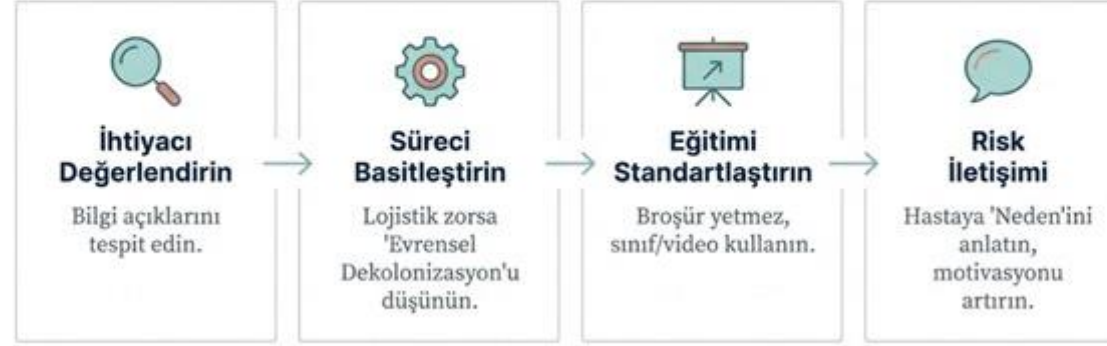 İhtiyacı
Değerlendirin
Bilgi açıklarını
tespit edin.
Süreci
Basitleştirin
Lojistik zorsa
'Evrensel
Dekolonizasyon'u
düşünün.
Eğitimi
Standartlaştırın
Broşür yetmez,
sınıf/video kullanın.
Risk
İletişimi
Hastaya 'Neden'ini
anlatın,
motivasyonu
artırın.